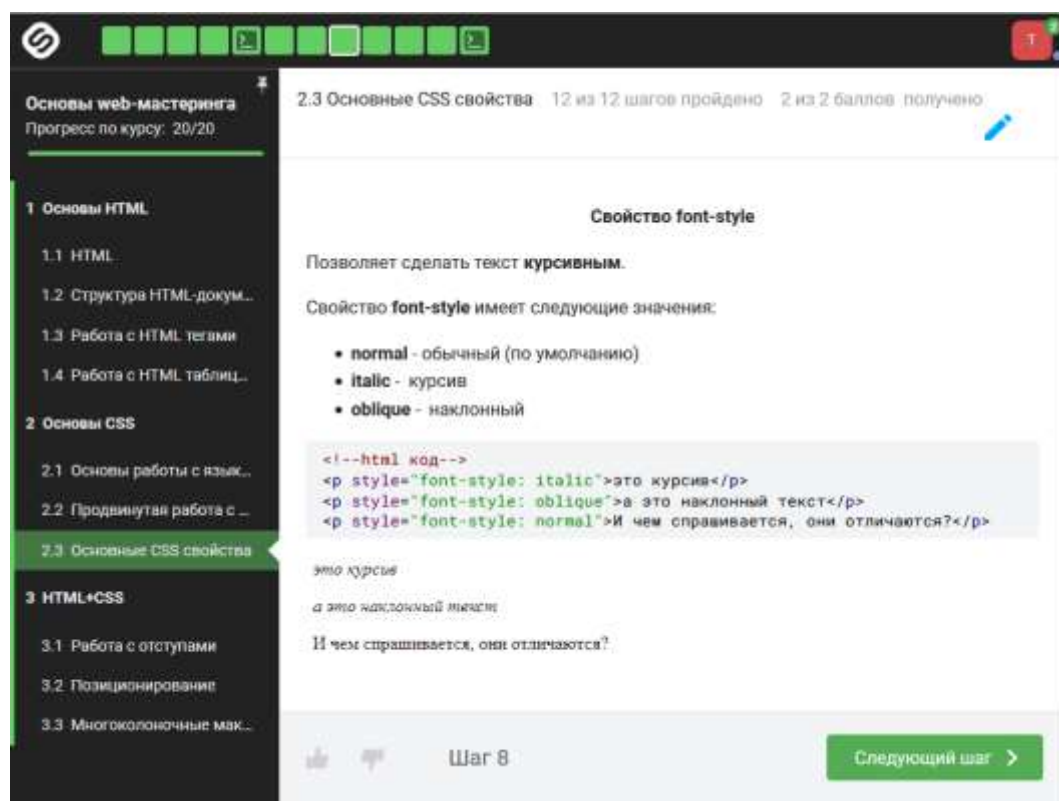 T
Основы web-мастеринга
Прогресс по курсу: 20/20
1 Основы HTML
1.1 HTML
1.2 Структура HTML-докум...
1.3 Работа с HTML тегами
1.4 Работа с HTML таблиц...
2 Основы CSS
2.1 Основы работы с язык...
2.2 Продвинутая работа с ...
2.3 Основные CSS свойства
3 HTML+CSS
3.1 Работа с отступами
3.2 Позиционирование
3.3 Многоколоночные мак...
2.3 Основные CSS свойства 12 из 12 шагов пройдено 2 из 2 баллов получено
Свойство font-style
Позволяет сделать текст курсивным.
Свойство font-style имеет следующие значения:
• normal - обычный (по умолчанию)
• italic - курсив
• oblique - наклонный
<!--html код-->
<p style="font-style: italic">это курсив</p>
<p style="font-style: oblique">а это наклонный текст</p>
<p style="font-style: normal">И чем спрашивается, они отличаются?</p>
это курсив
а это наклонный текст
И чем спрашивается, они отличаются?
Шаг 8
Следующий шаг